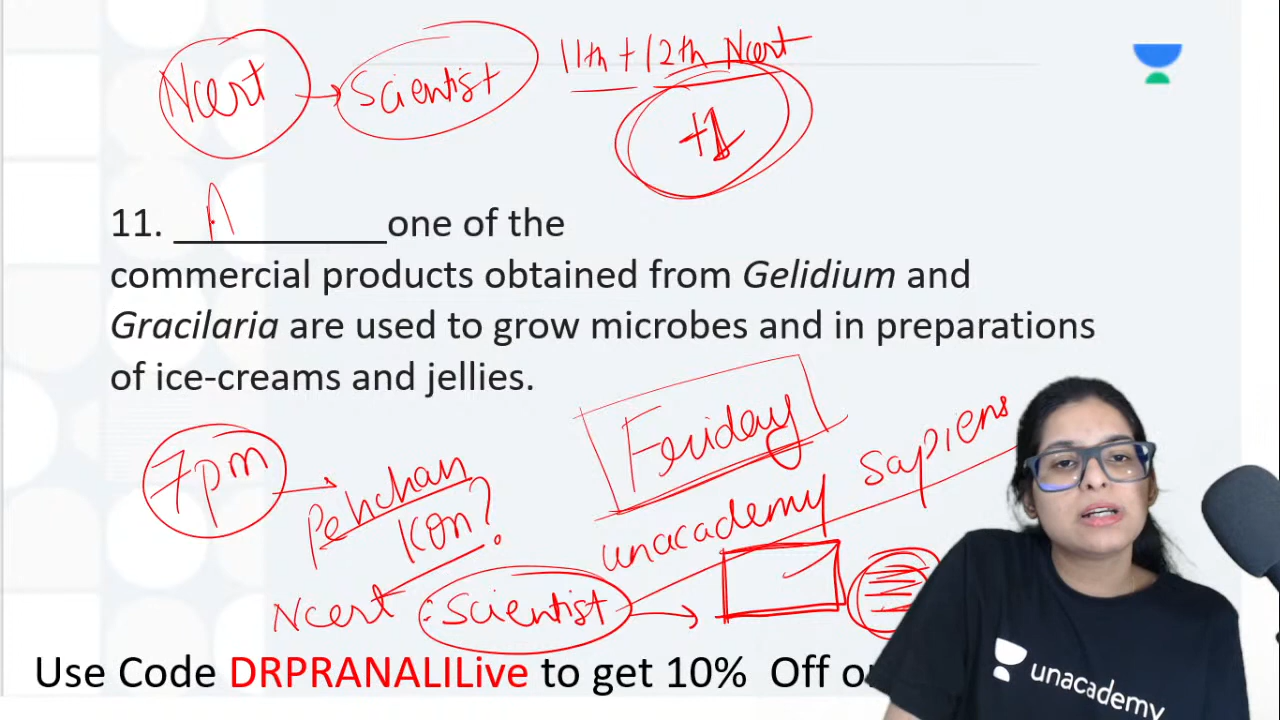 Ncert → Scientist
11th + 12th Ncert
+1
11. A one of the
commercial products obtained from Gelidium and
Gracilaria are used to grow microbes and in preparations
of ice-creams and jellies.
Feriday
7pm → Pehchan
Kon?
unacademy Sapiens
Ncert : Scientist →
Use Code DRPRANALILive to get 10% Off o
unacademy